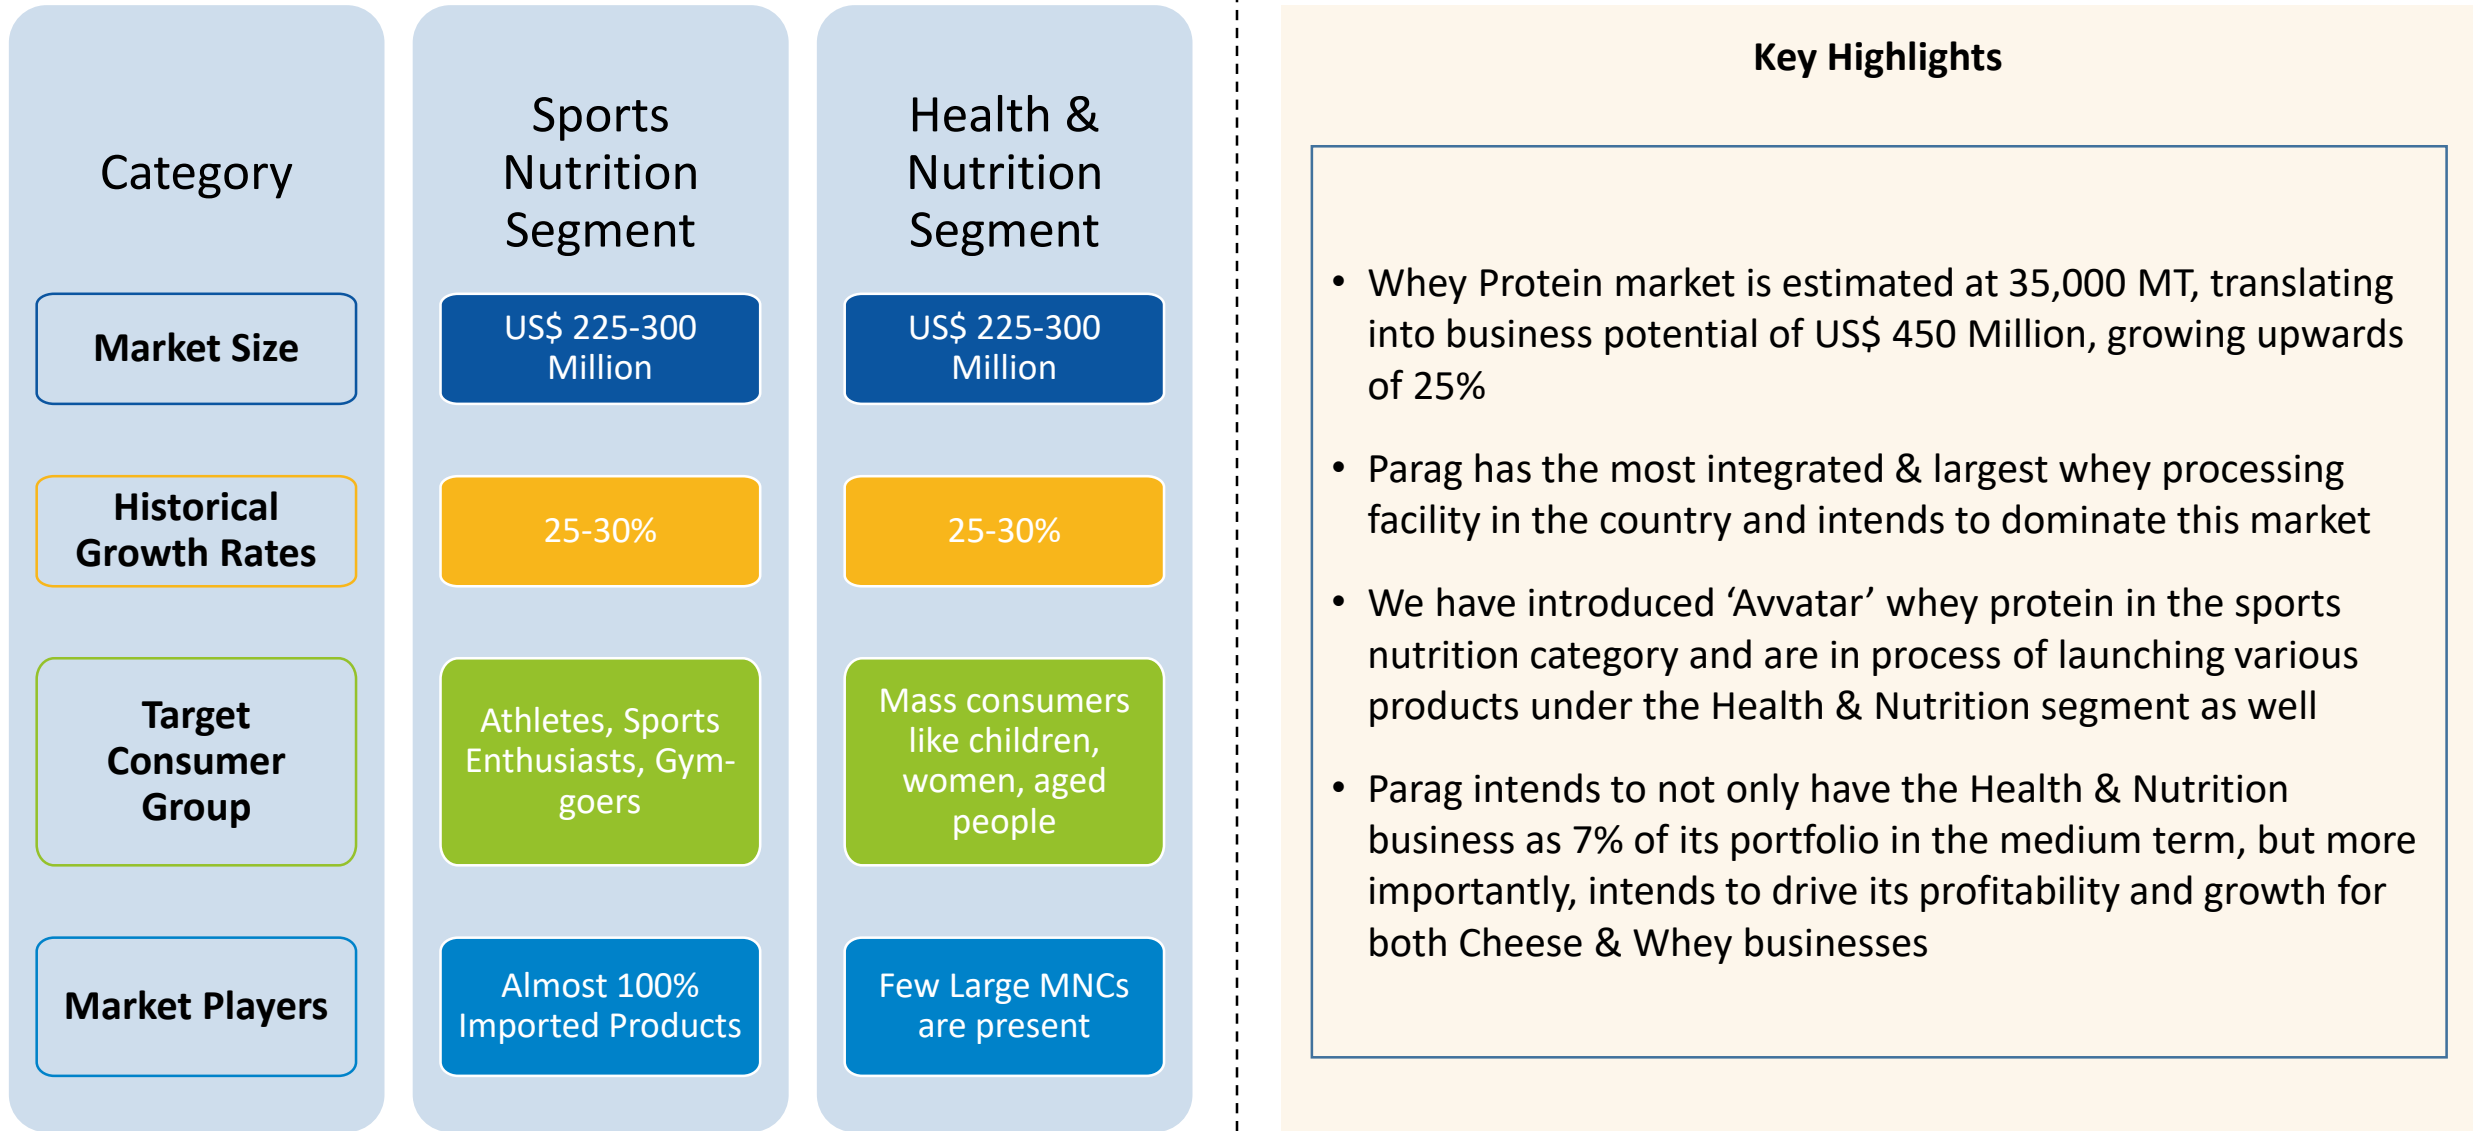 Category
Sports
Nutrition
Segment
Health &
Nutrition
Segment
Market Size
US$ 225-300
Million
US$ 225-300
Million
Historical
Growth Rates
25-30%
25-30%
Target
Consumer
Group
Athletes, Sports
Enthusiasts, Gym-
goers
Mass consumers
like children,
women, aged
people
Market Players
Almost 100%
Imported Products
Few Large MNCs
are present
Key Highlights
• Whey Protein market is estimated at 35,000 MT, translating
into business potential of US$ 450 Million, growing upwards
of 25%
• Parag has the most integrated & largest whey processing
facility in the country and intends to dominate this market
• We have introduced ‘Avvatar’ whey protein in the sports
nutrition category and are in process of launching various
products under the Health & Nutrition segment as well
• Parag intends to not only have the Health & Nutrition
business as 7% of its portfolio in the medium term, but more
importantly, intends to drive its profitability and growth for
both Cheese & Whey businesses